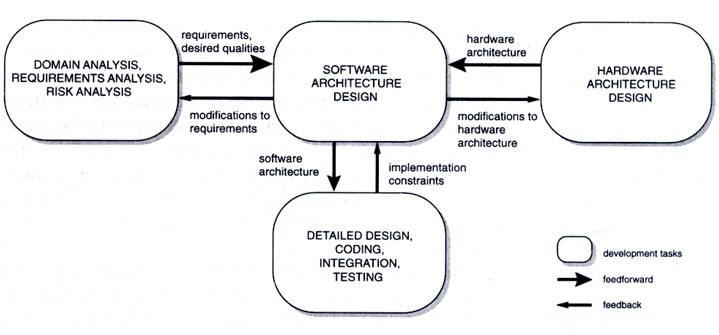 DOMAIN ANALYSIS,
REQUIREMENTS ANALYSIS,
RISK ANALYSIS
requirements,
desired qualities
modifications to
requirements
SOFTWARE
ARCHITECTURE
DESIGN
hardware
architecture
modifications to
hardware
architecture
HARDWARE
ARCHITECTURE
DESIGN
software
architecture
implementation
constraints
DETAILED DESIGN,
CODING,
INTEGRATION,
TESTING
development tasks
feedforward
feedback